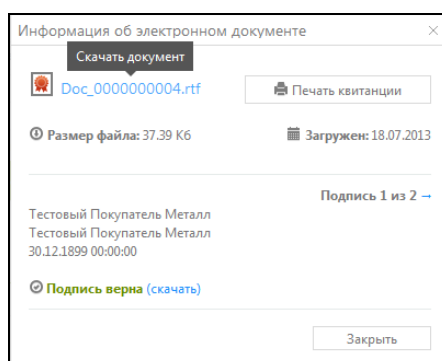 Информация об электронном документе
Скачать документ
Doc_0000000004.rtf
Печать квитанции
Размер файла: 37.39 Кб
Загружен: 18.07.2013
Подпись 1 из 2 →
Тестовый Покупатель Металл
Тестовый Покупатель Металл
30.12.1899 00:00:00
Подпись верна (скачать)
Закрыть